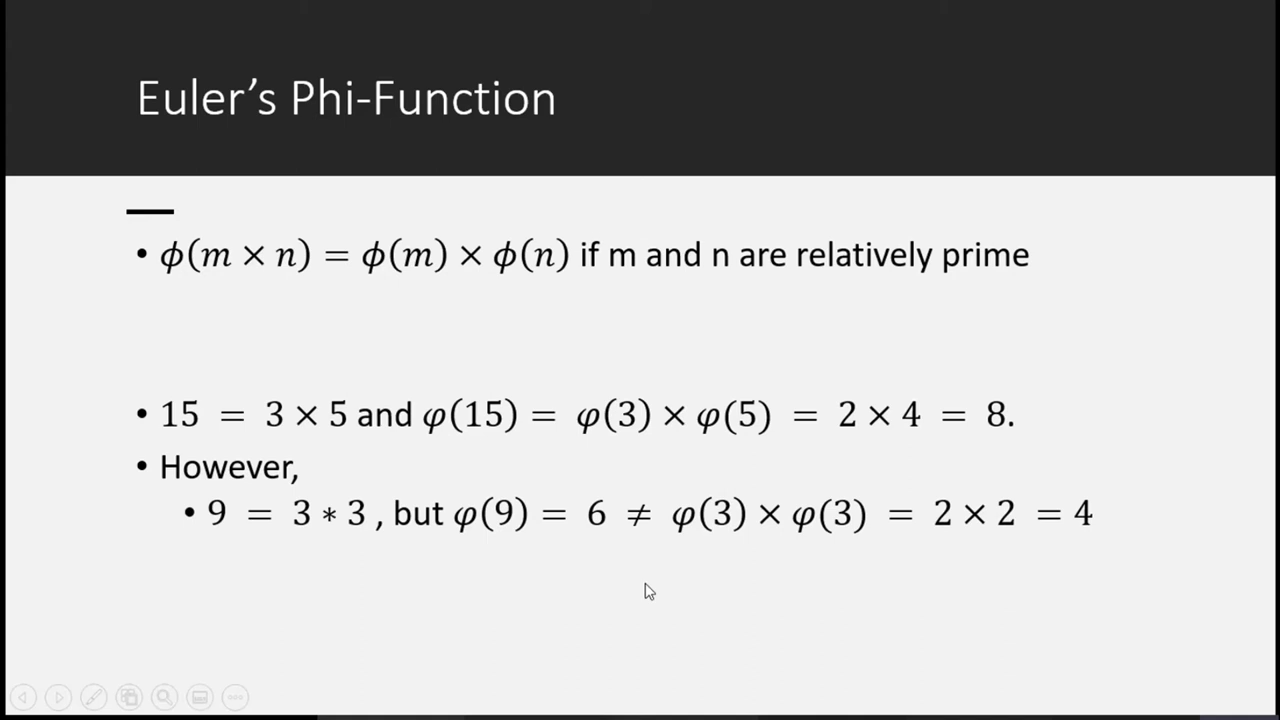 Euler’s Phi-Function
• ϕ(m × n) = ϕ(m) × ϕ(n) if m and n are relatively prime
• 15 = 3 × 5 and φ(15) = φ(3) × φ(5) = 2 × 4 = 8.
• However,
• 9 = 3 ∗ 3 , but φ(9) = 6 ≠ φ(3) × φ(3) = 2 × 2 = 4